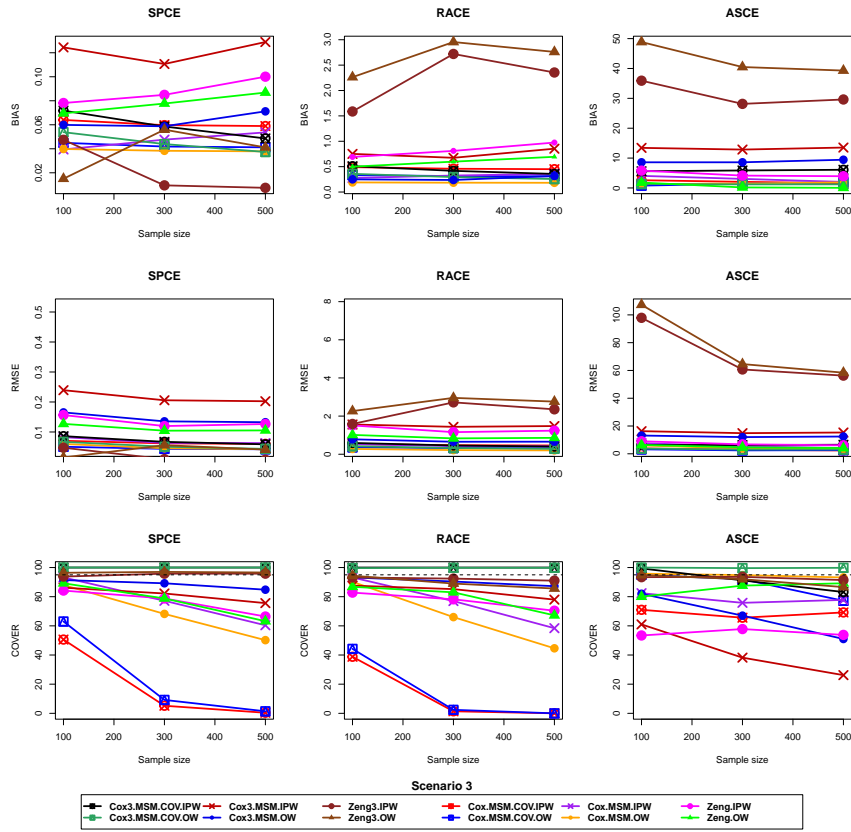 SPCE RACE ASCE
BIAS 0.02 0.06 0.10
BIAS 0.0 0.5 1.0 1.5 2.0 2.5 3.0
BIAS 0 10 20 30 40 50
100 200 300 400 500 100 200 300 400 500 100 200 300 400 500
Sample size Sample size Sample size
SPCE RACE ASCE
RMSE 0.1 0.2 0.3 0.4 0.5
RMSE 0 2 4 6 8
RMSE 0 20 40 60 80 100
100 200 300 400 500 100 200 300 400 500 100 200 300 400 500
Sample size Sample size Sample size
SPCE RACE ASCE
COVER 0 20 40 60 80 100
COVER 0 20 40 60 80 100
COVER 0 20 40 60 80 100
100 200 300 400 500 100 200 300 400 500 100 200 300 400 500
Sample size Sample size Sample size
Scenario 3
Cox3.MSM.COV.IPW Cox3.MSM.IPW Zeng3.IPW Cox.MSM.COV.IPW Cox.MSM.IPW Zeng.IPW
Cox3.MSM.COV.OW Cox3.MSM.OW Zeng3.OW Cox.MSM.COV.OW Cox.MSM.OW Zeng.OW